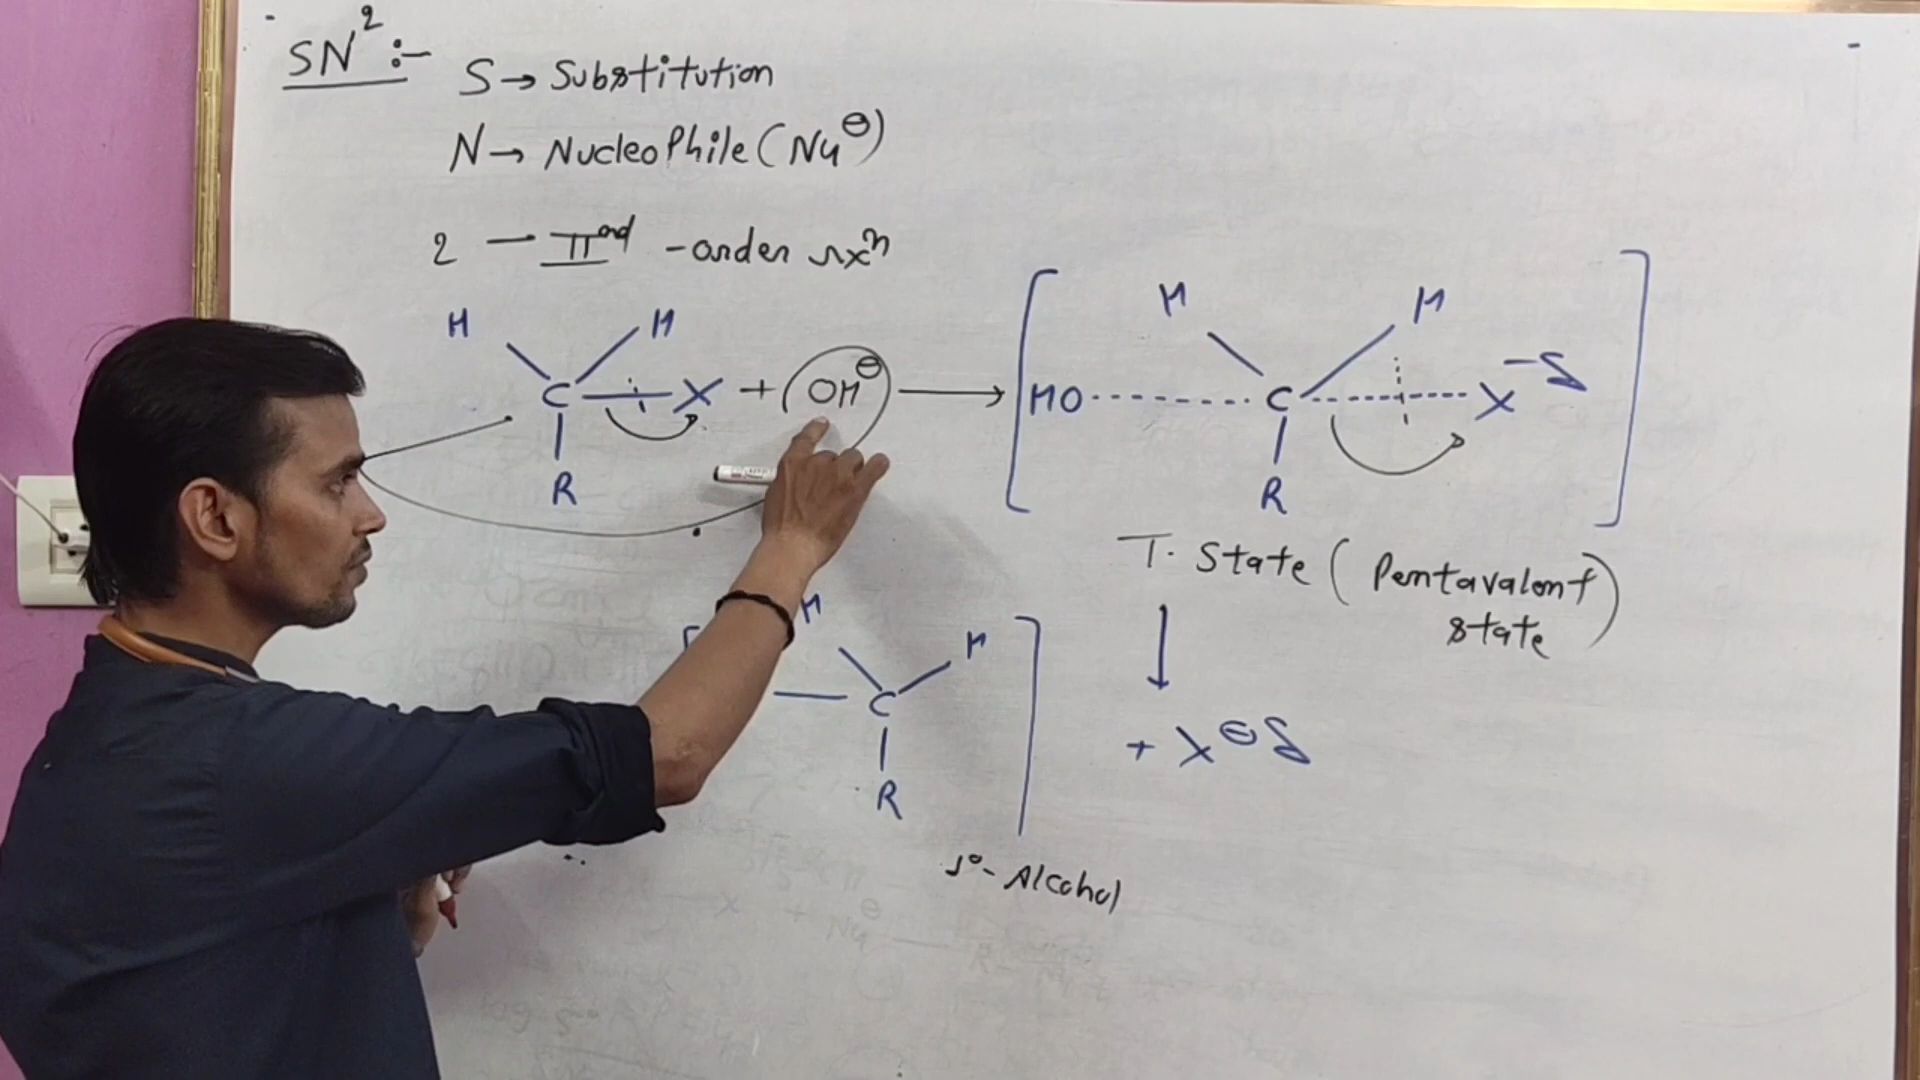 SN² :-
S → Substitution
N → Nucleophile (Nu⊖)
2 — IInd - order rxn
H H
C — X + OH⊖ →
R
H H
HO ------ C ------ X -δ
R
T. State ( Pentavalent
state )
H H
C
R
+ X⊖ δ
1°- Alcohol